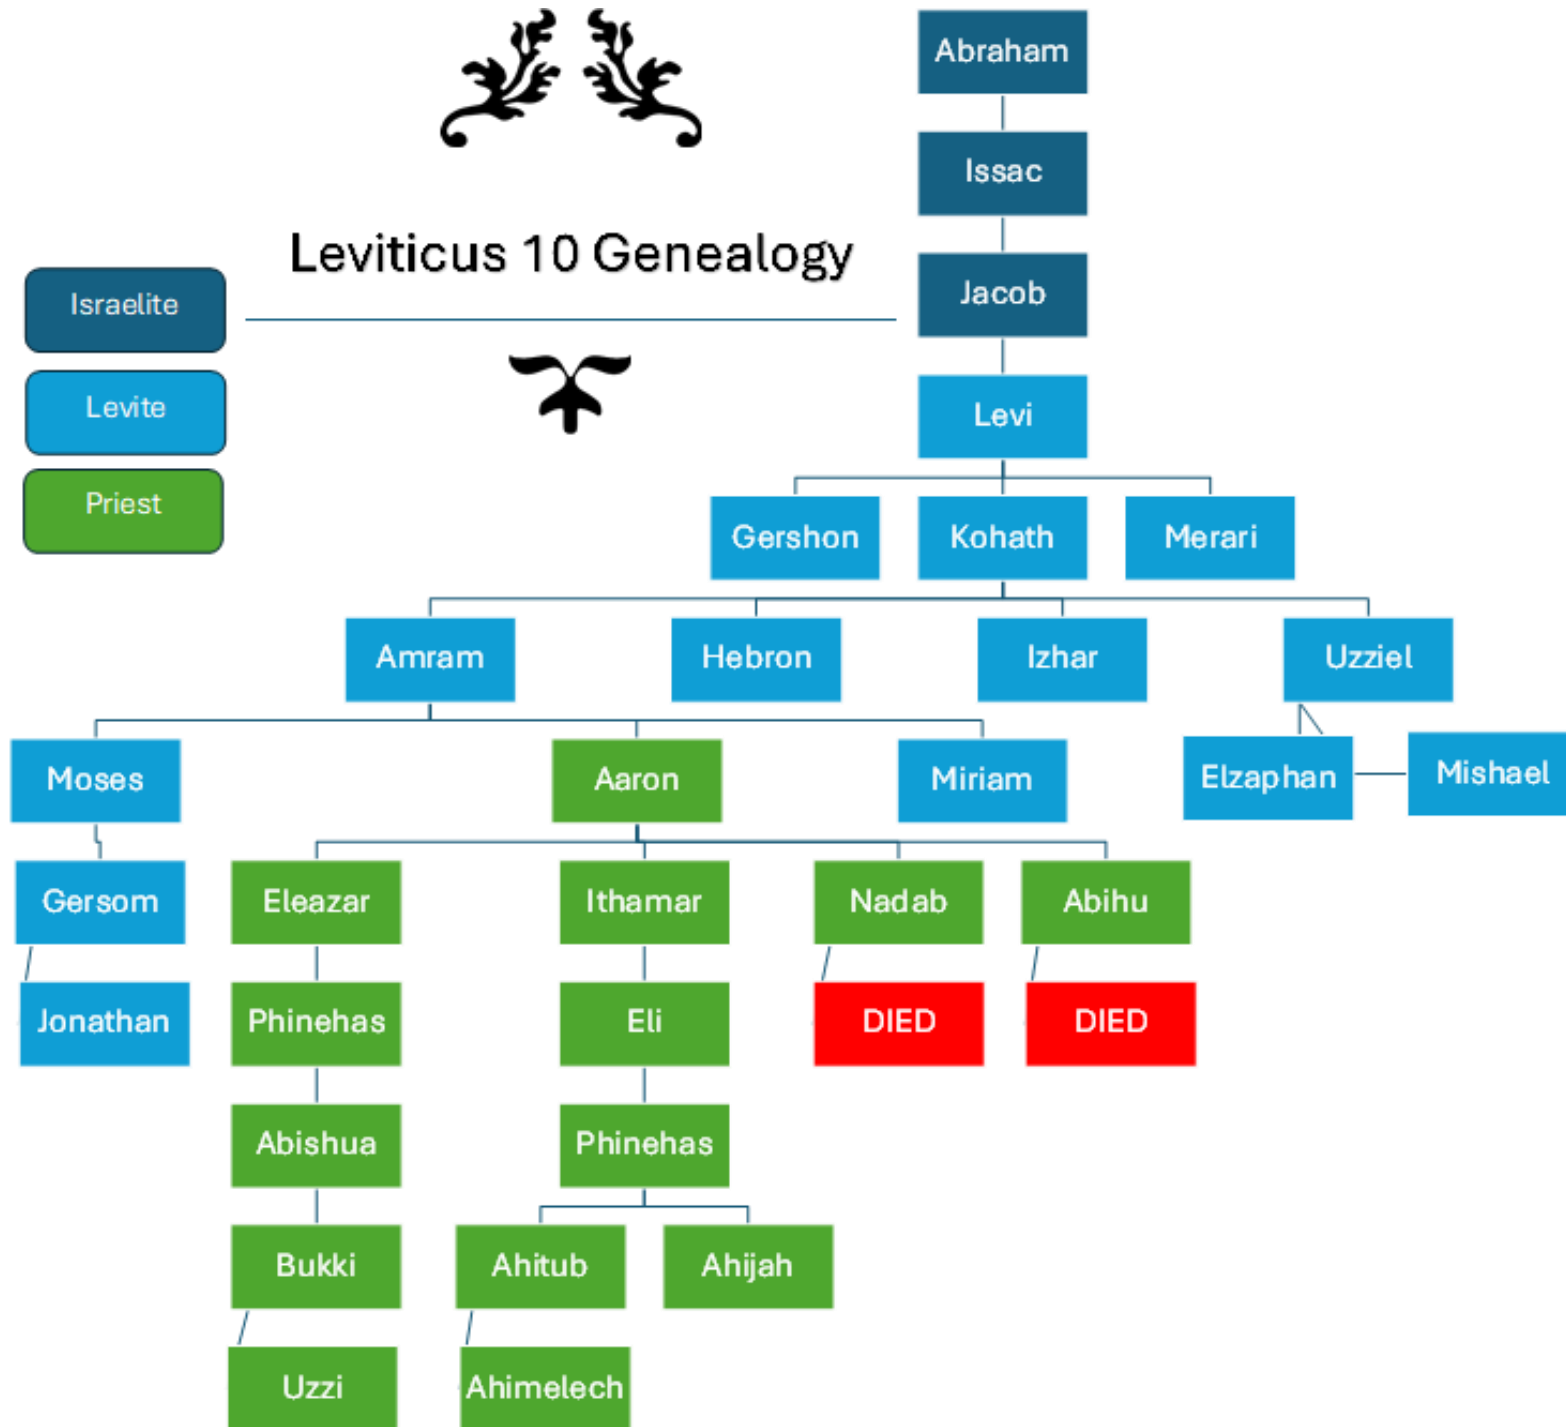 Abraham
Issac
Leviticus 10 Genealogy
Israelite
Jacob
Levite
Levi
Priest
Gershon
Kohath
Merari
Amram
Hebron
Izhar
Uzziel
Moses
Aaron
Miriam
Elzaphan
Mishael
Gersom
Eleazar
Ithamar
Nadab
Abihu
Jonathan
Phinehas
Eli
DIED
DIED
Abishua
Phinehas
Bukki
Ahitub
Ahijah
Uzzi
Ahimelech